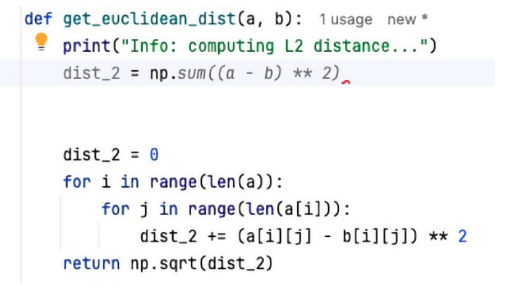 def get_euclidean_dist(a, b): 1 usage new *
print("Info: computing L2 distance...")
dist_2 = np.sum((a - b) ** 2)
dist_2 = 0
for i in range(len(a)):
for j in range(len(a[i])):
dist_2 += (a[i][j] - b[i][j]) ** 2
return np.sqrt(dist_2)